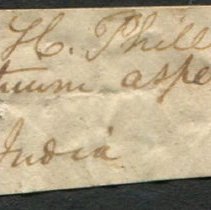 H. Phill
tuum aspe
India